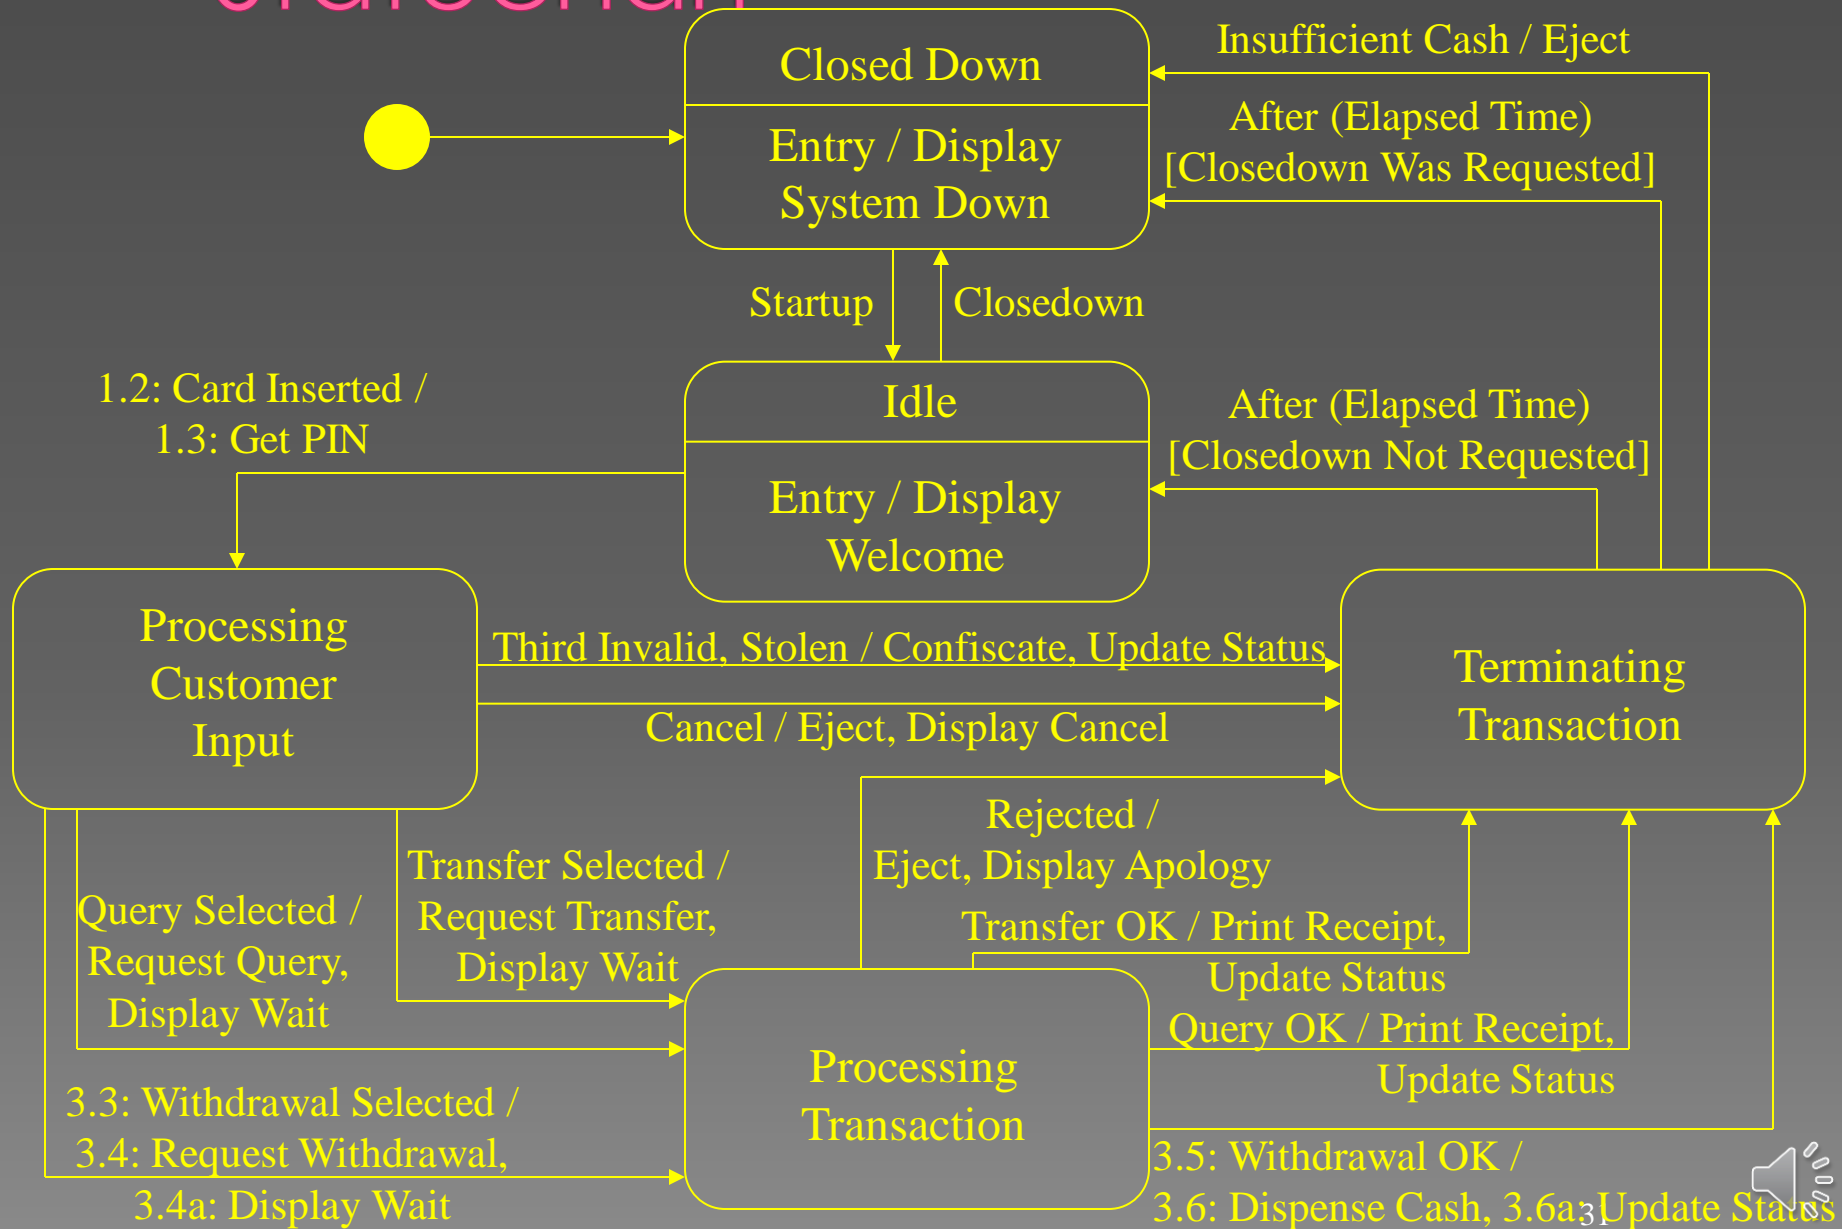 Statechart
Closed Down
Entry / Display
System Down
Insufficient Cash / Eject
After (Elapsed Time)
[Closedown Was Requested]
Startup
Closedown
1.2: Card Inserted /
1.3: Get PIN
Idle
Entry / Display
Welcome
After (Elapsed Time)
[Closedown Not Requested]
Processing
Customer
Input
Third Invalid, Stolen / Confiscate, Update Status
Cancel / Eject, Display Cancel
Terminating
Transaction
Rejected /
Eject, Display Apology
Transfer Selected /
Request Transfer,
Display Wait
Query Selected /
Request Query,
Display Wait
Transfer OK / Print Receipt,
Update Status
Query OK / Print Receipt,
Update Status
Processing
Transaction
3.3: Withdrawal Selected /
3.4: Request Withdrawal,
3.4a: Display Wait
3.5: Withdrawal OK /
3.6: Dispense Cash, 3.6a: Update Status
31